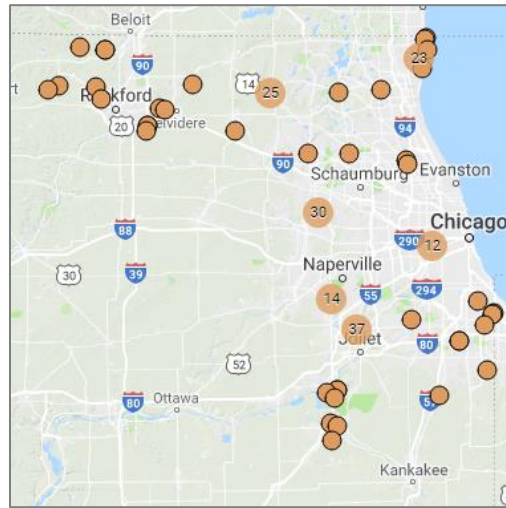 Beloit
90
23
14
25
Rockford
20
Belvidere
94
90
Schaumburg
Evanston
30
Chicago
88
290
12
30
39
Naperville
55
294
14
37
Joliet
80
52
80
Ottawa
Kankakee